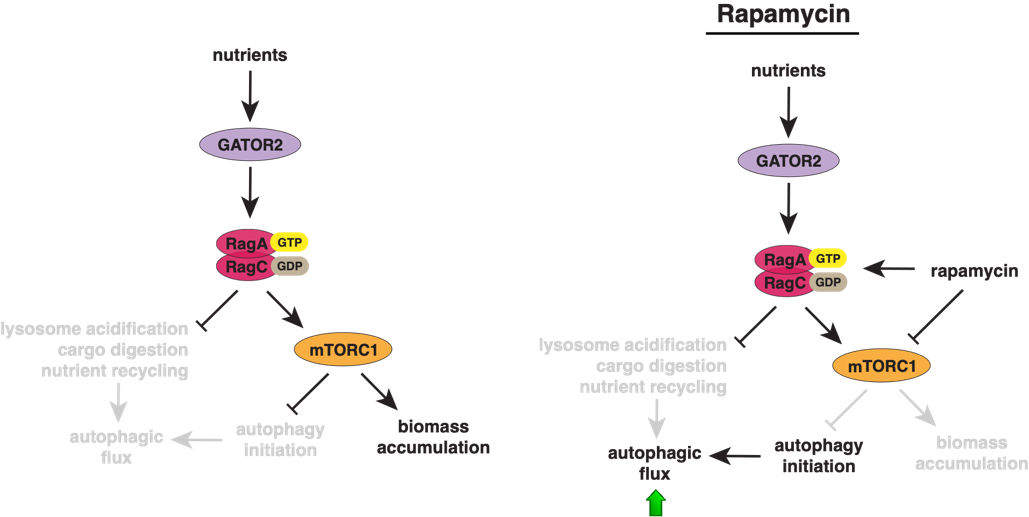 nutrients
GATOR2
RagA GTP
RagC GDP
lysosome acidification
cargo digestion
nutrient recycling
mTORC1
autophagic
flux
autophagy
initiation
biomass
accumulation
Rapamycin
nutrients
GATOR2
RagA GTP
RagC GDP
rapamycin
lysosome acidification
cargo digestion
nutrient recycling
mTORC1
autophagic
flux
autophagy
initiation
biomass
accumulation